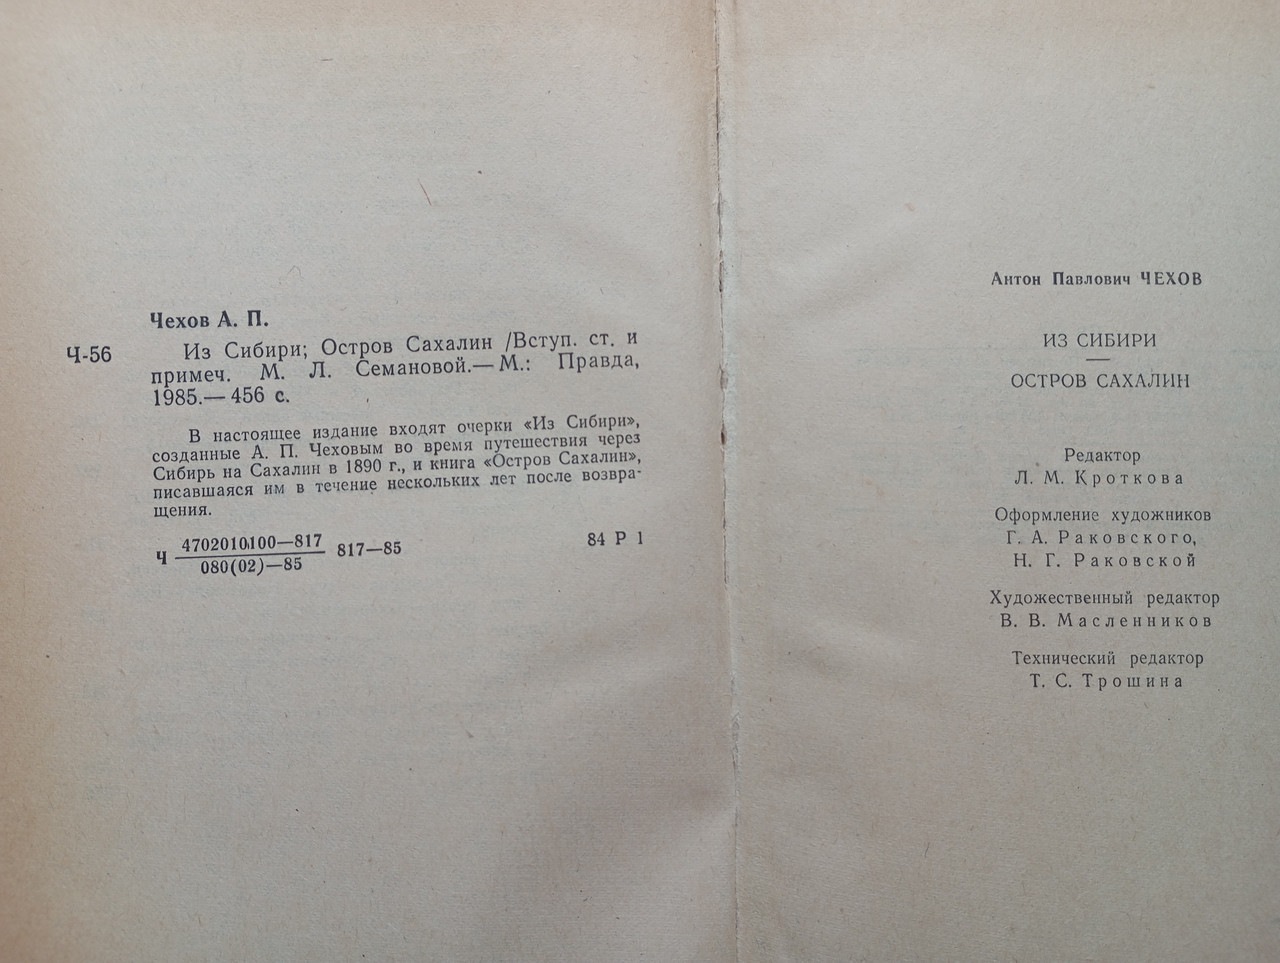 Чехов А. П.
Ч-56
Из Сибири; Остров Сахалин /Вступ. ст. и
примеч. М. Л. Семановой.— М.: Правда,
1985.— 456 с.
В настоящее издание входят очерки «Из Сибири»,
созданные А. П. Чеховым во время путешествия через
Сибирь на Сахалин в 1890 г., и книга «Остров Сахалин»,
писавшаяся им в течение нескольких лет после возвра-
щения.
Ч 4702010100—817
080(02)—85
817—85
84 Р 1
Антон Павлович ЧЕХОВ
ИЗ СИБИРИ
—
ОСТРОВ САХАЛИН
Редактор
Л. М. Кроткова
Оформление художников
Г. А. Раковского,
Н. Г. Раковской
Художественный редактор
В. В. Масленников
Технический редактор
Т. С. Трошина